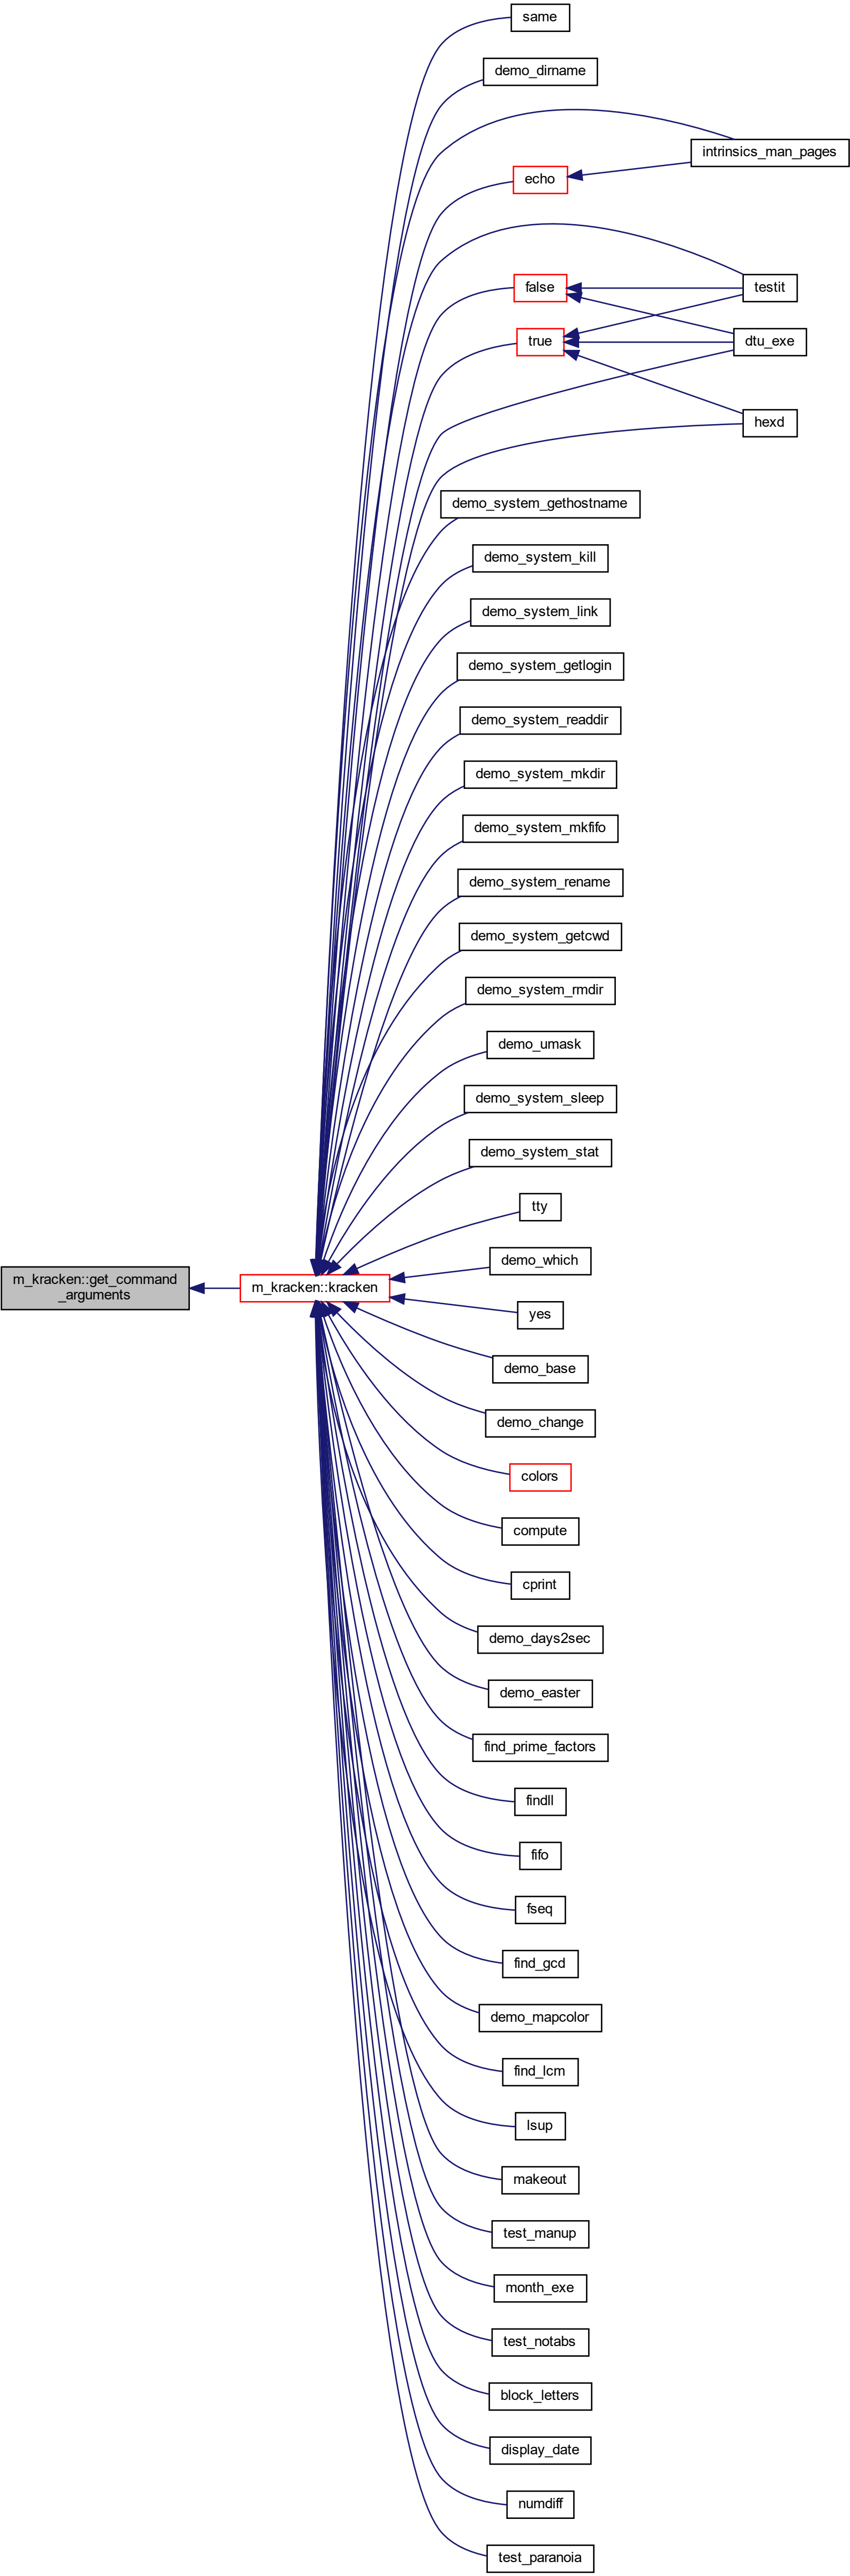 same
demo_dirname
intrinsics_man_pages
echo
false
testit
true
dtu_exe
hexd
demo_system_gethostname
demo_system_kill
demo_system_link
demo_system_getlogin
demo_system_readdir
demo_system_mkdir
demo_system_mkfifo
demo_system_rename
demo_system_getcwd
demo_system_rmdir
demo_umask
demo_system_sleep
demo_system_stat
tty
demo_which
m_kracken::get_command
_arguments
m_kracken::kracken
yes
demo_base
demo_change
colors
compute
cprint
demo_days2sec
demo_easter
find_prime_factors
findll
fifo
fseq
find_gcd
demo_mapcolor
find_lcm
lsup
makeout
test_manup
month_exe
test_notabs
block_letters
display_date
numdiff
test_paranoia